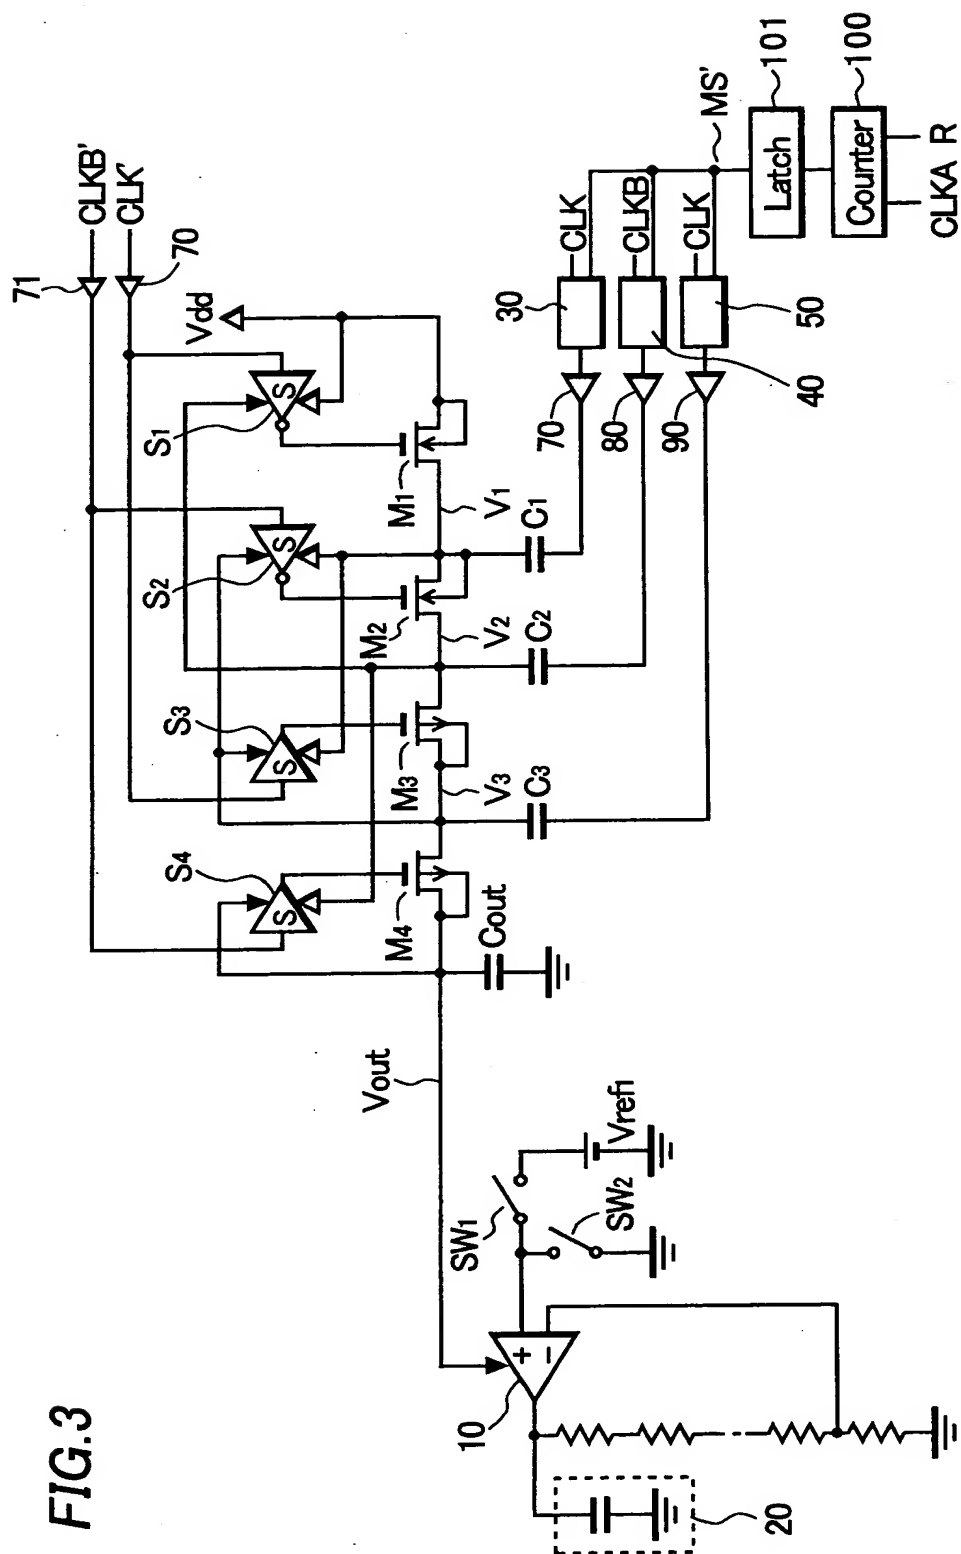 FIG.3
71
CLKB'
CLK'
70
Vdd
S4
S3
S2
S1
S
S
S
S
M4
M3
M2
M1
V3
V2
V1
Vout
Cout
C3
C2
C1
70
80
90
30
40
50
CLK
CLKB
CLK
MS'
Latch
101
Counter
100
CLKA
R
SW1
SW2
Vref1
10
+
−
20